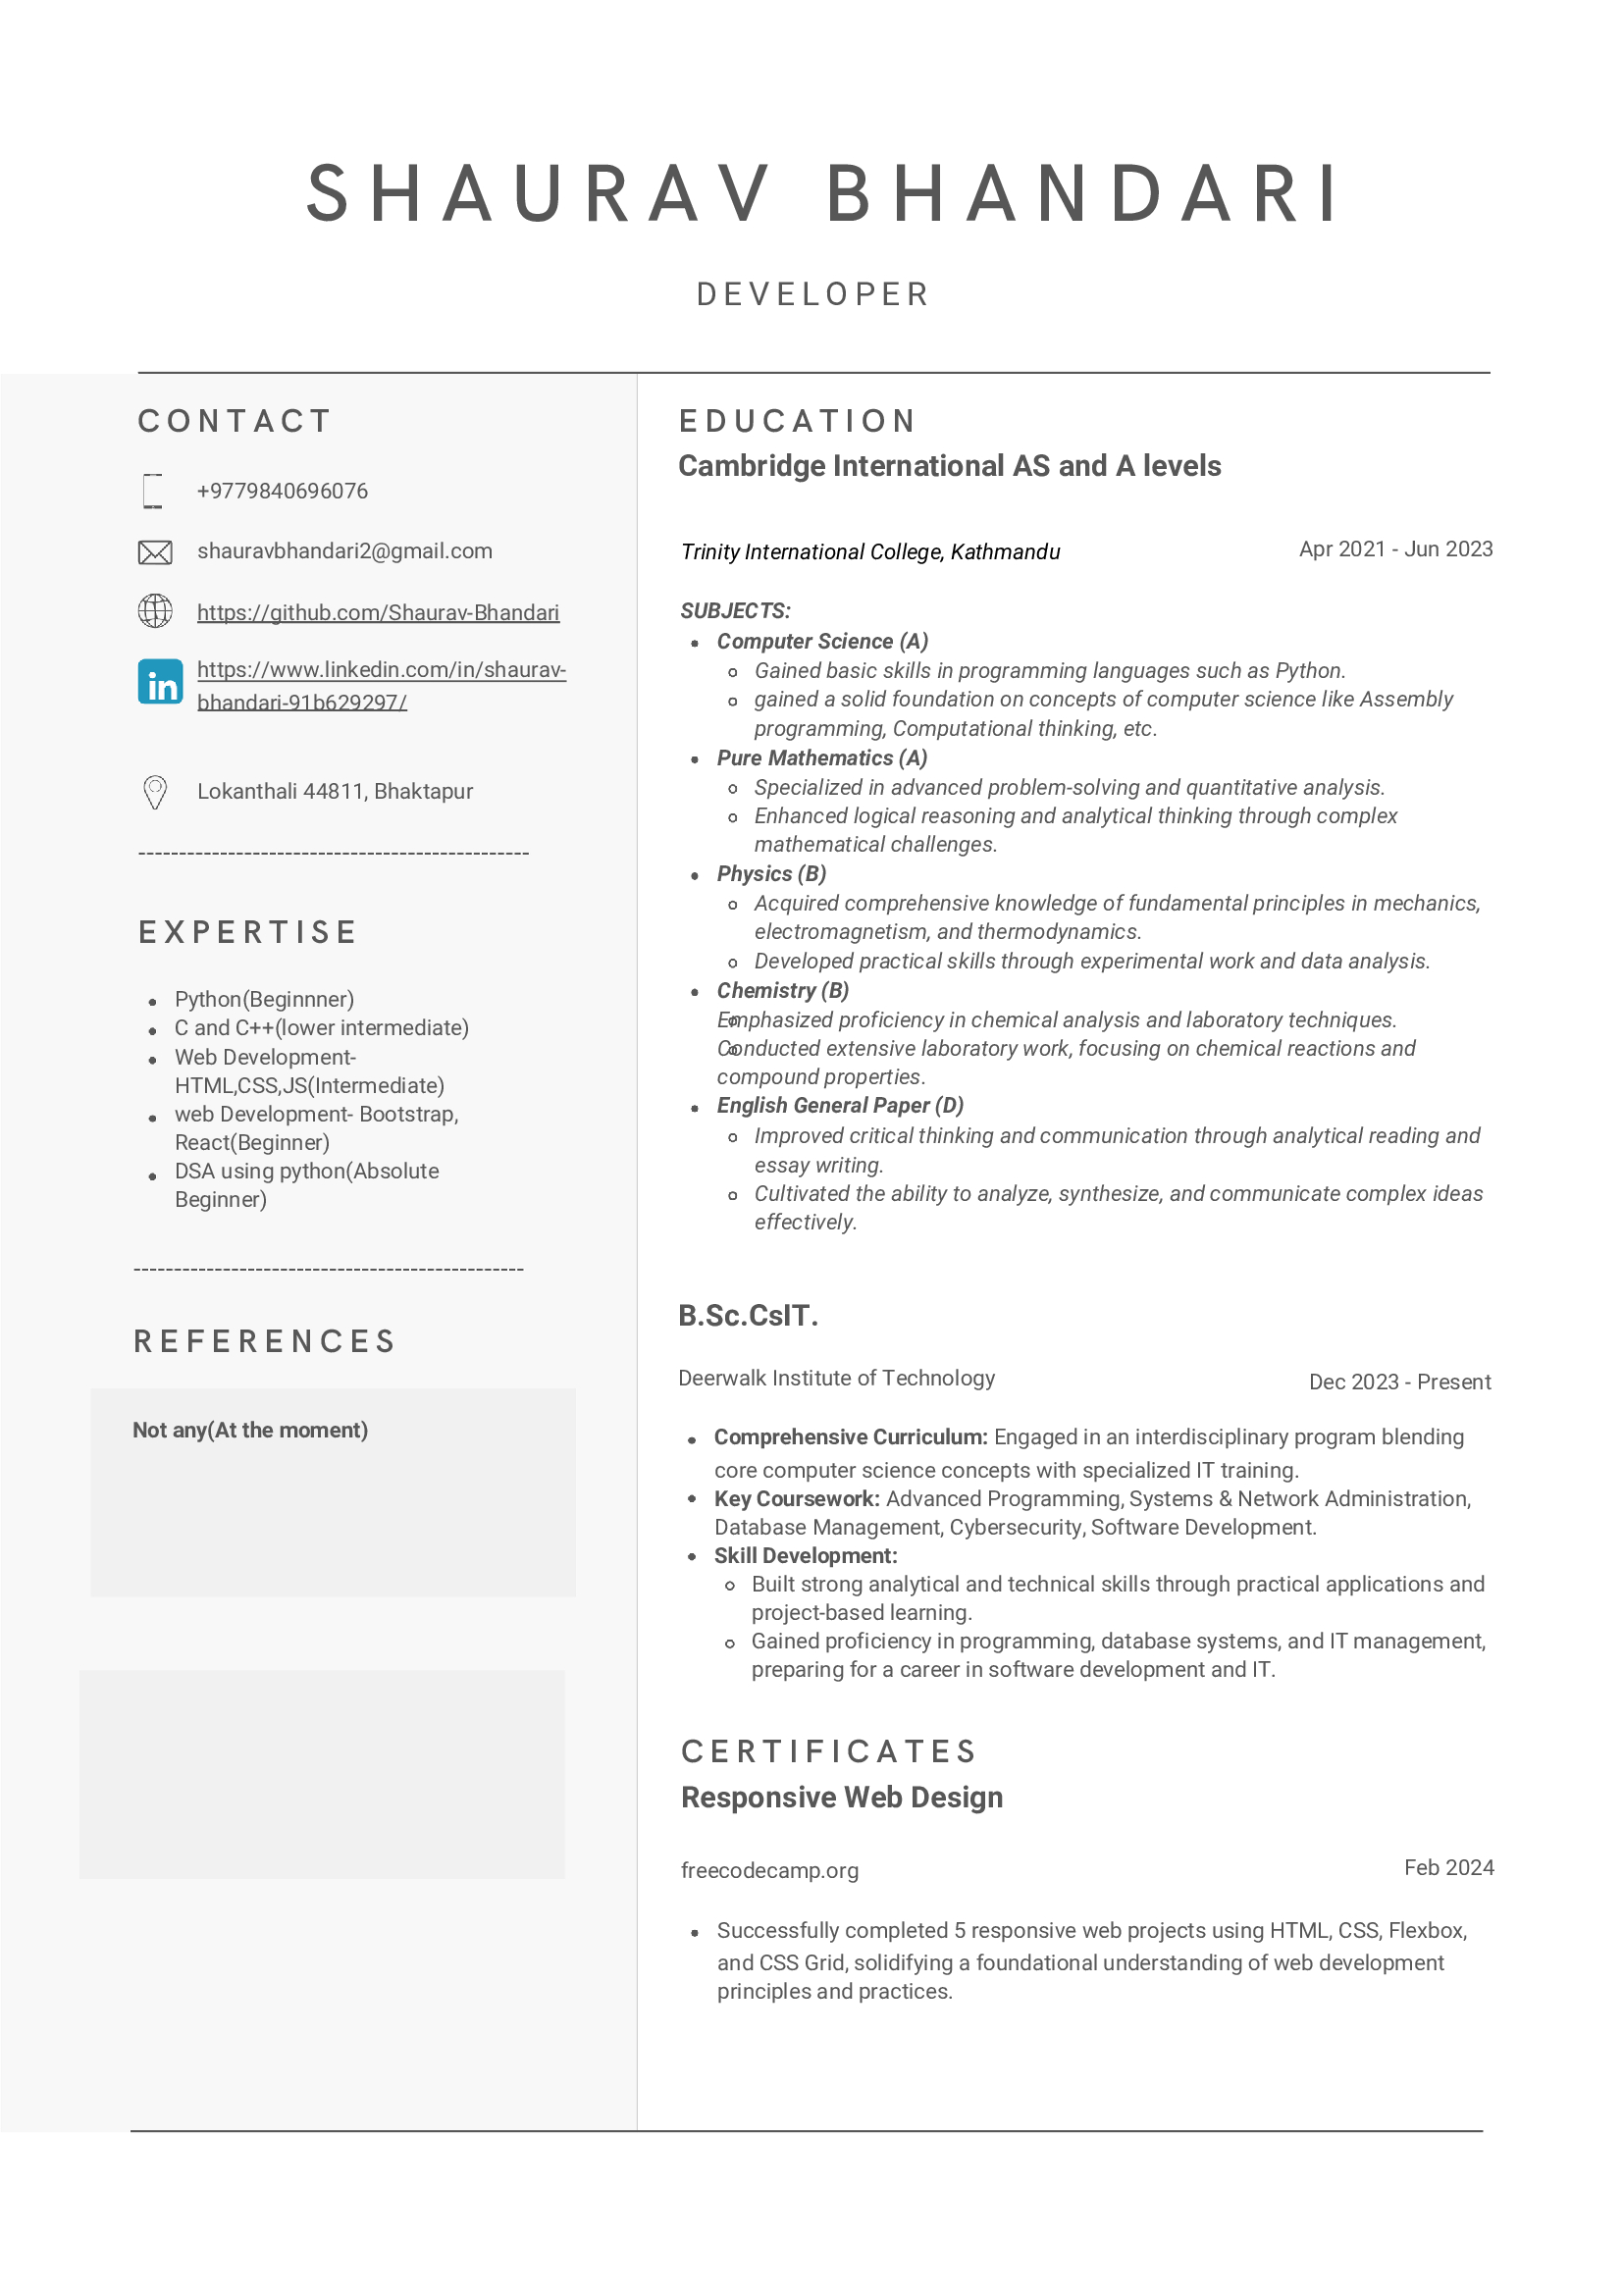 SHAURAV BHANDARI
DEVELOPER
CONTACT
+9779840696076
shauravbhandari2@gmail.com
https://github.com/Shaurav-Bhandari
https://www.linkedin.com/in/shaurav-
bhandari-91b629297/
Lokanthali 44811, Bhaktapur
------------------------------------------------
EXPERTISE
• Python(Beginnner)
• C and C++(lower intermediate)
• Web Development-
HTML,CSS,JS(Intermediate)
• web Development- Bootstrap,
React(Beginner)
• DSA using python(Absolute
Beginner)
------------------------------------------------
REFERENCES
Not any(At the moment)
EDUCATION
Cambridge International AS and A levels
Trinity International College, Kathmandu Apr 2021 - Jun 2023
SUBJECTS:
• Computer Science (A)
◦ Gained basic skills in programming languages such as Python.
◦ gained a solid foundation on concepts of computer science like Assembly
programming, Computational thinking, etc.
• Pure Mathematics (A)
◦ Specialized in advanced problem-solving and quantitative analysis.
◦ Enhanced logical reasoning and analytical thinking through complex
mathematical challenges.
• Physics (B)
◦ Acquired comprehensive knowledge of fundamental principles in mechanics,
electromagnetism, and thermodynamics.
◦ Developed practical skills through experimental work and data analysis.
• Chemistry (B)
◦ Emphasized proficiency in chemical analysis and laboratory techniques.
◦ Conducted extensive laboratory work, focusing on chemical reactions and
compound properties.
• English General Paper (D)
◦ Improved critical thinking and communication through analytical reading and
essay writing.
◦ Cultivated the ability to analyze, synthesize, and communicate complex ideas
effectively.
B.Sc.CsIT.
Deerwalk Institute of Technology Dec 2023 - Present
• Comprehensive Curriculum: Engaged in an interdisciplinary program blending
core computer science concepts with specialized IT training.
• Key Coursework: Advanced Programming, Systems & Network Administration,
Database Management, Cybersecurity, Software Development.
• Skill Development:
◦ Built strong analytical and technical skills through practical applications and
project-based learning.
◦ Gained proficiency in programming, database systems, and IT management,
preparing for a career in software development and IT.
CERTIFICATES
Responsive Web Design
freecodecamp.org Feb 2024
• Successfully completed 5 responsive web projects using HTML, CSS, Flexbox,
and CSS Grid, solidifying a foundational understanding of web development
principles and practices.